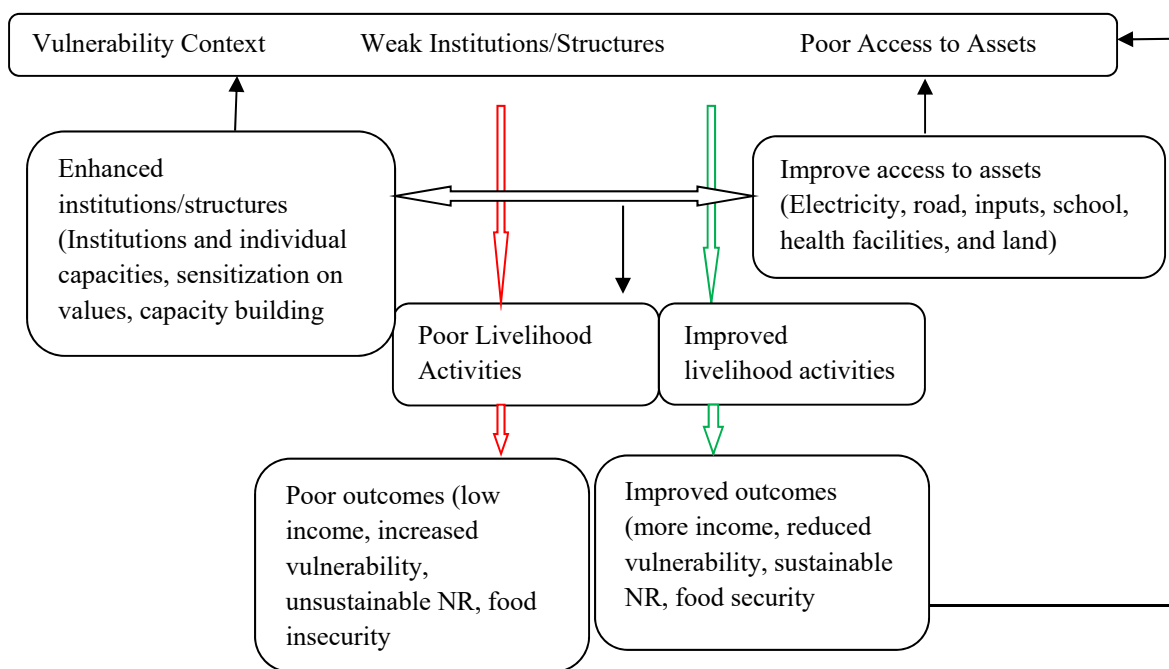 Vulnerability Context Weak Institutions/Structures Poor Access to Assets
Enhanced
institutions/structures
(Institutions and individual
capacities, sensitization on
values, capacity building
Improve access to assets
(Electricity, road, inputs, school,
health facilities, and land)
Poor Livelihood
Activities
Improved
livelihood activities
Poor outcomes (low
income, increased
vulnerability,
unsustainable NR, food
insecurity
Improved outcomes
(more income, reduced
vulnerability, sustainable
NR, food security